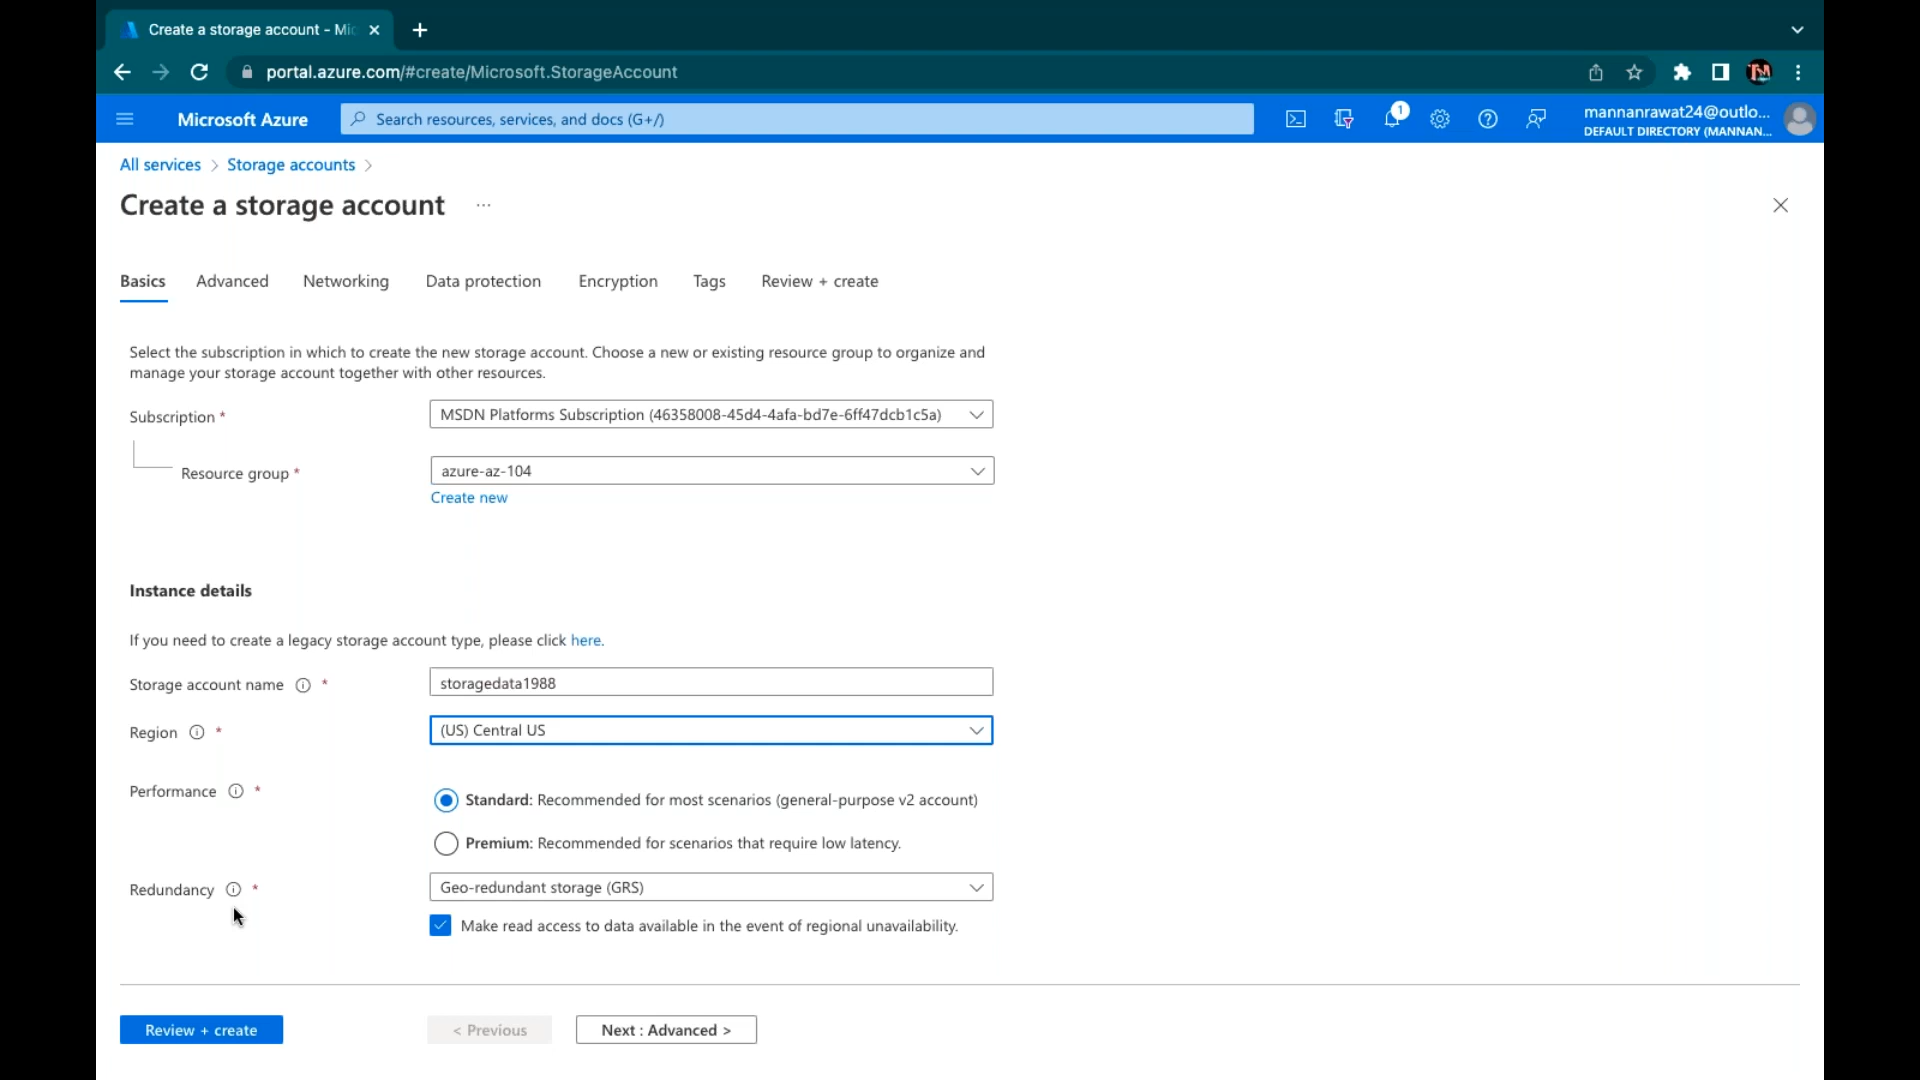 Create a storage account - Mic
portal.azure.com/#create/Microsoft.StorageAccount
Microsoft Azure
Search resources, services, and docs (G+/)
1
mannanrawat24@outlo...
DEFAULT DIRECTORY (MANNAN...
All services > Storage accounts >
Create a storage account ...
Basics Advanced Networking Data protection Encryption Tags Review + create
Select the subscription in which to create the new storage account. Choose a new or existing resource group to organize and
manage your storage account together with other resources.
Subscription * MSDN Platforms Subscription (46358008-45d4-4afa-bd7e-6ff47dcb1c5a)
Resource group * azure-az-104
Create new
Instance details
If you need to create a legacy storage account type, please click here.
Storage account name * storagedata1988
Region * (US) Central US
Performance *
Standard: Recommended for most scenarios (general-purpose v2 account)
Premium: Recommended for scenarios that require low latency.
Redundancy * Geo-redundant storage (GRS)
Make read access to data available in the event of regional unavailability.
Review + create < Previous Next : Advanced >